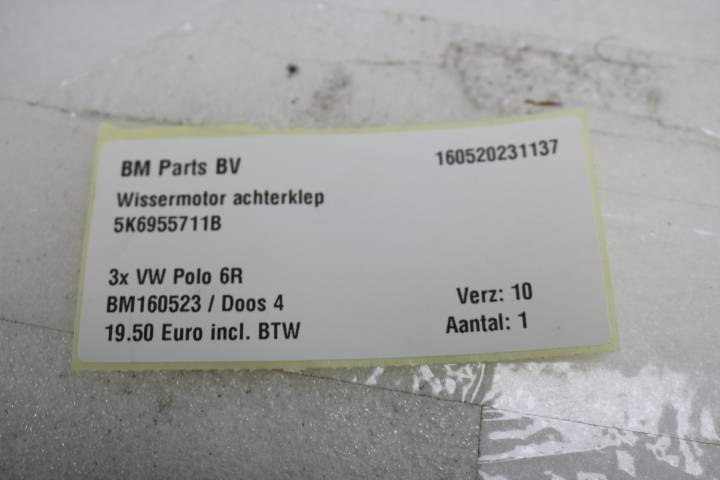 BM Parts BV
160520231137
Wissermotor achterklep
5K6955711B
3x VW Polo 6R
BM160523 / Doos 4
Verz: 10
19.50 Euro incl. BTW
Aantal: 1